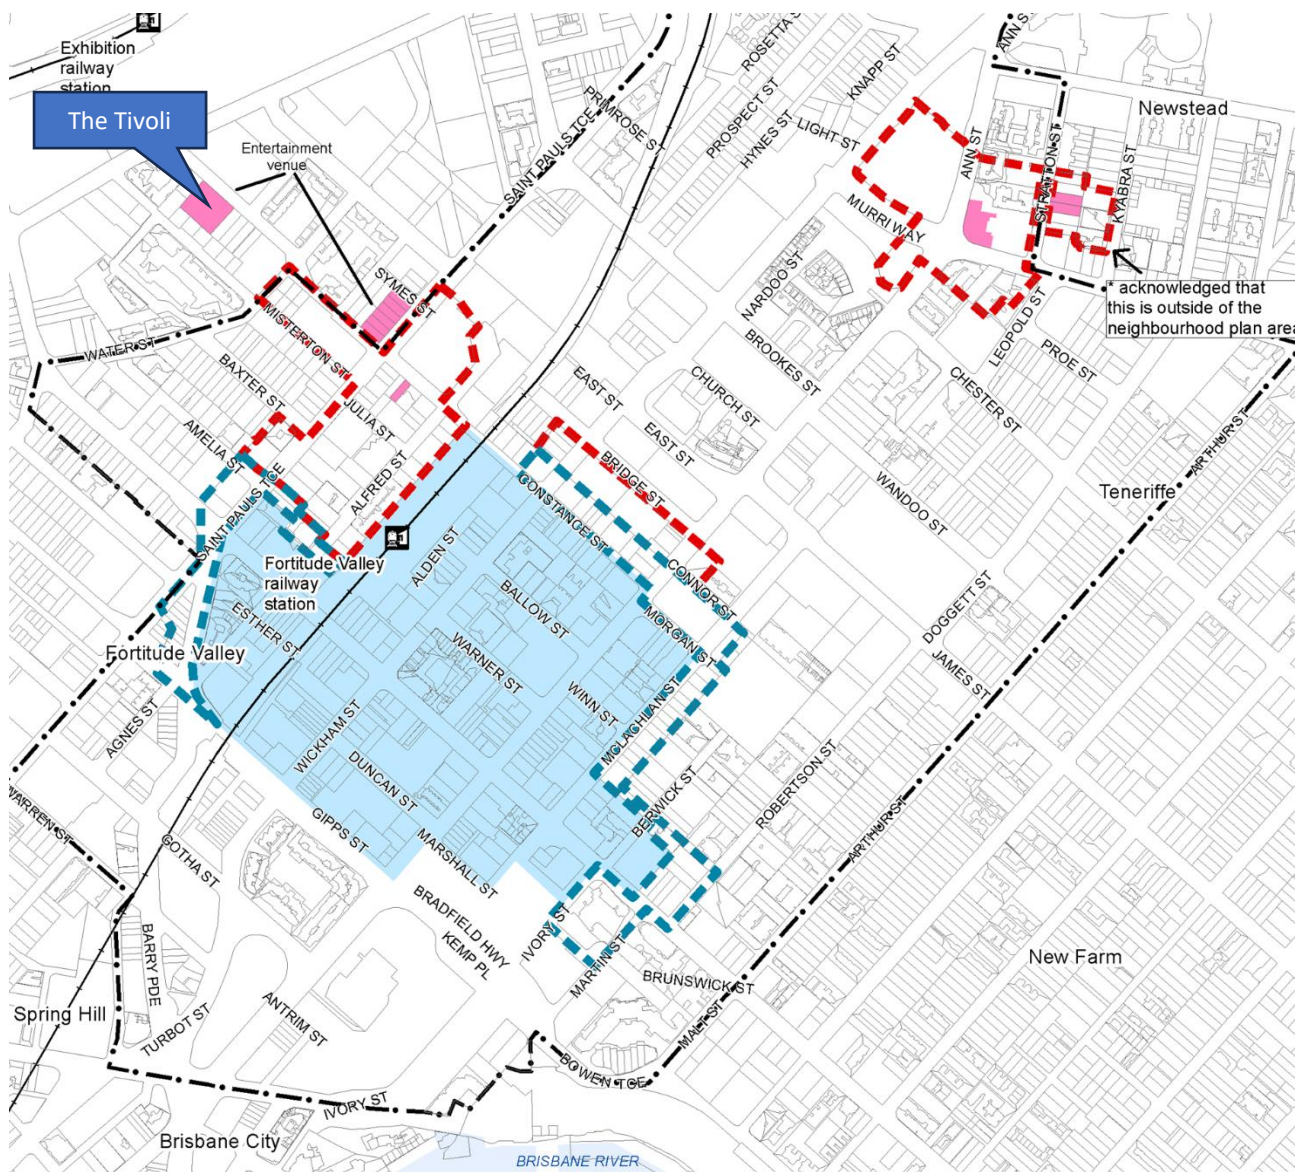 Exhibition
railway
station
The Tivoli
Entertainment
venue
SAINT PAULS TCE
PRIMROSE ST
ROSETTA S
PROSPECT ST
HYNES ST
KNAPP ST
LIGHT ST
ANN S
ANN ST
STRATTON ST
Newstead
KYABRA ST
MURRI WAY
* acknowledged that
this is outside of the
neighbourhood plan area
SYMES ST
MISTERTON ST
WATER ST
BAXTER ST
JULIA ST
AMELIA ST
ALFRED ST
SAINT PAULS TCE
NARDOO ST
BROOKES ST
LEOPOLD ST
PROE ST
CHESTER ST
EAST ST
CHURCH ST
EAST ST
BRIDGE ST
WANDOO ST
ARTHUR ST
Teneriffe
CONSTANCE ST
CONNOR ST
MORGAN ST
Fortitude Valley
railway
station
ALDEN ST
BALLOW ST
WARNER ST
WINN ST
MCLACHLAN ST
ESTHER ST
Fortitude Valley
AGNES ST
WICKHAM ST
DUNCAN ST
DOGGETT ST
JAMES ST
ROBERTSON ST
BERWICK ST
ARTHUR ST
WARREN ST
GOTHA ST
GIPPS ST
MARSHALL ST
BRADFIELD HWY
KEMP PL
IVORY ST
MARTIN ST
BRUNSWICK ST
MALT ST
New Farm
BARRY PDE
Spring Hill
TURBOT ST
ANTRIM ST
BOWEN TCE
IVORY ST
Brisbane City
BRISBANE RIVER